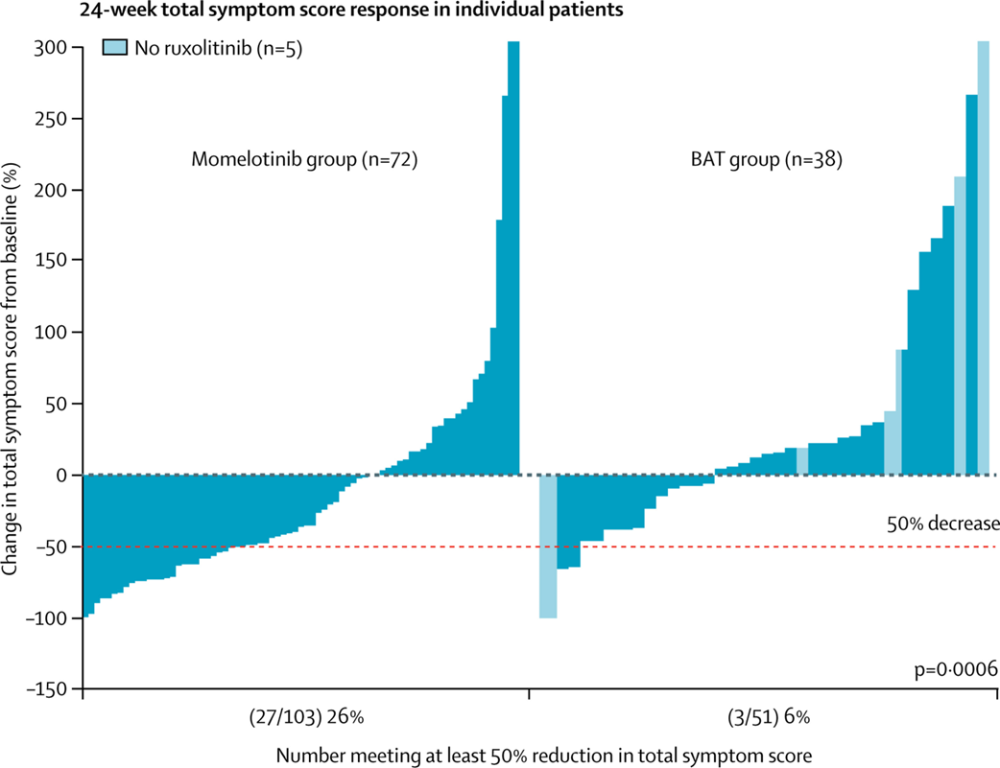 24-week total symptom score response in individual patients
Change in total symptom score from baseline (%)
300
250
200
150
100
50
0
–50
–100
–150
No ruxolitinib (n=5)
Momelotinib group (n=72)
BAT group (n=38)
50% decrease
p=0·0006
(27/103) 26%
(3/51) 6%
Number meeting at least 50% reduction in total symptom score